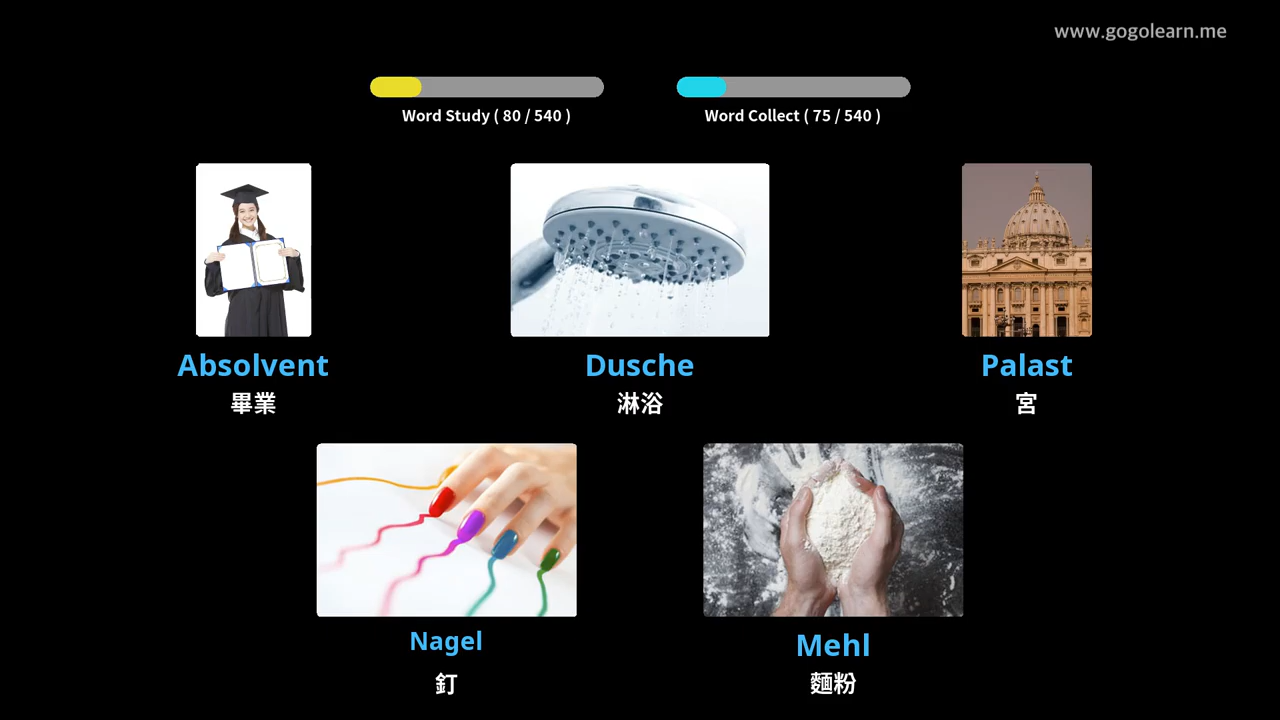 www.gogolearn.me
Word Study ( 80 / 540 )
Word Collect ( 75 / 540 )
Absolvent
畢業
Dusche
淋浴
Palast
宮
Nagel
釘
Mehl
麵粉